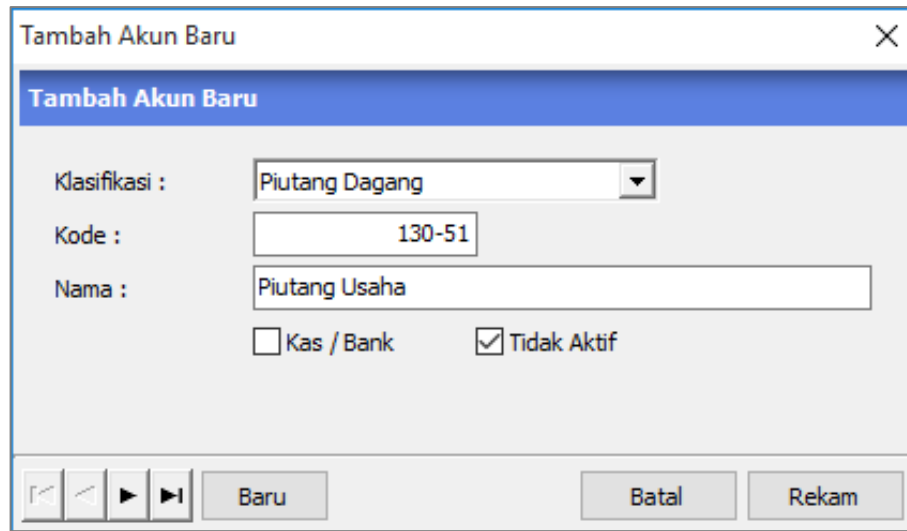 Tambah Akun Baru
Tambah Akun Baru
Klasifikasi : Piutang Dagang
Kode : 130-51
Nama : Piutang Usaha
Kas / Bank Tidak Aktif
Baru Batal Rekam